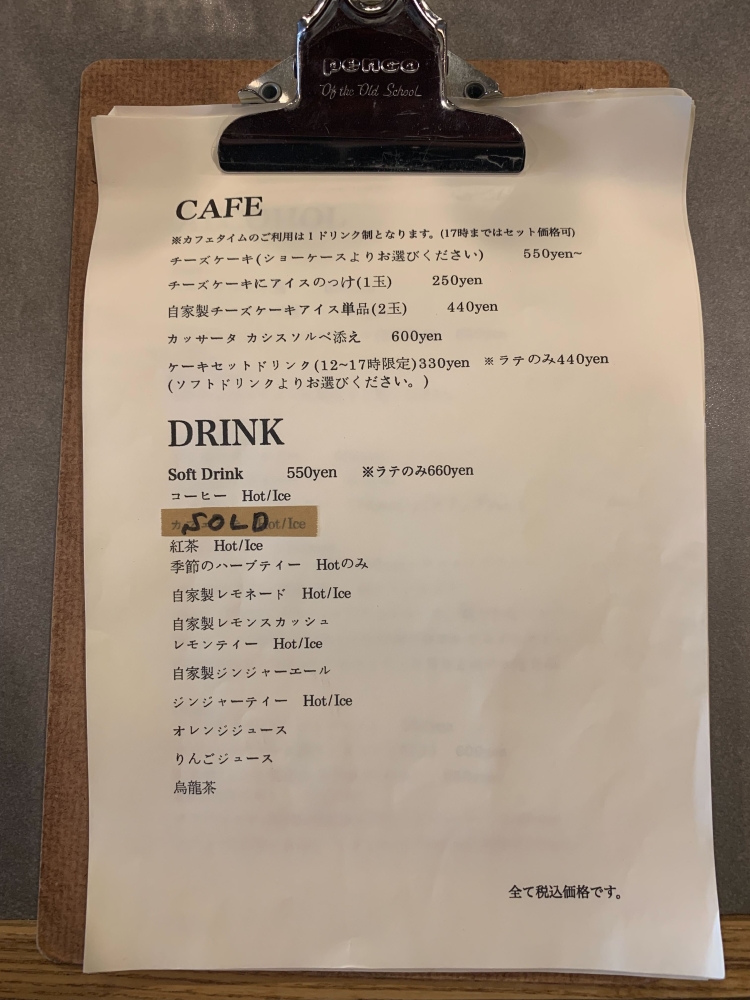 penco
Of the Old School
CAFE
※カフェタイムのご利用は1ドリンク制となります。(17時まではセット価格可)
チーズケーキ(ショーケースよりお選びください) 550yen~
チーズケーキにアイスのっけ(1玉) 250yen
自家製チーズケーキアイス単品(2玉) 440yen
カッサータ カシスソルベ添え 600yen
ケーキセットドリンク(12~17時限定)330yen ※ラテのみ440yen
(ソフトドリンクよりお選びください。)
DRINK
Soft Drink 550yen ※ラテのみ660yen
コーヒー Hot/Ice
SOLD Hot/Ice
紅茶 Hot/Ice
季節のハーブティー Hotのみ
自家製レモネード Hot/Ice
自家製レモンスカッシュ
レモンティー Hot/Ice
自家製ジンジャーエール
ジンジャーティー Hot/Ice
オレンジジュース
りんごジュース
烏龍茶
全て税込価格です。